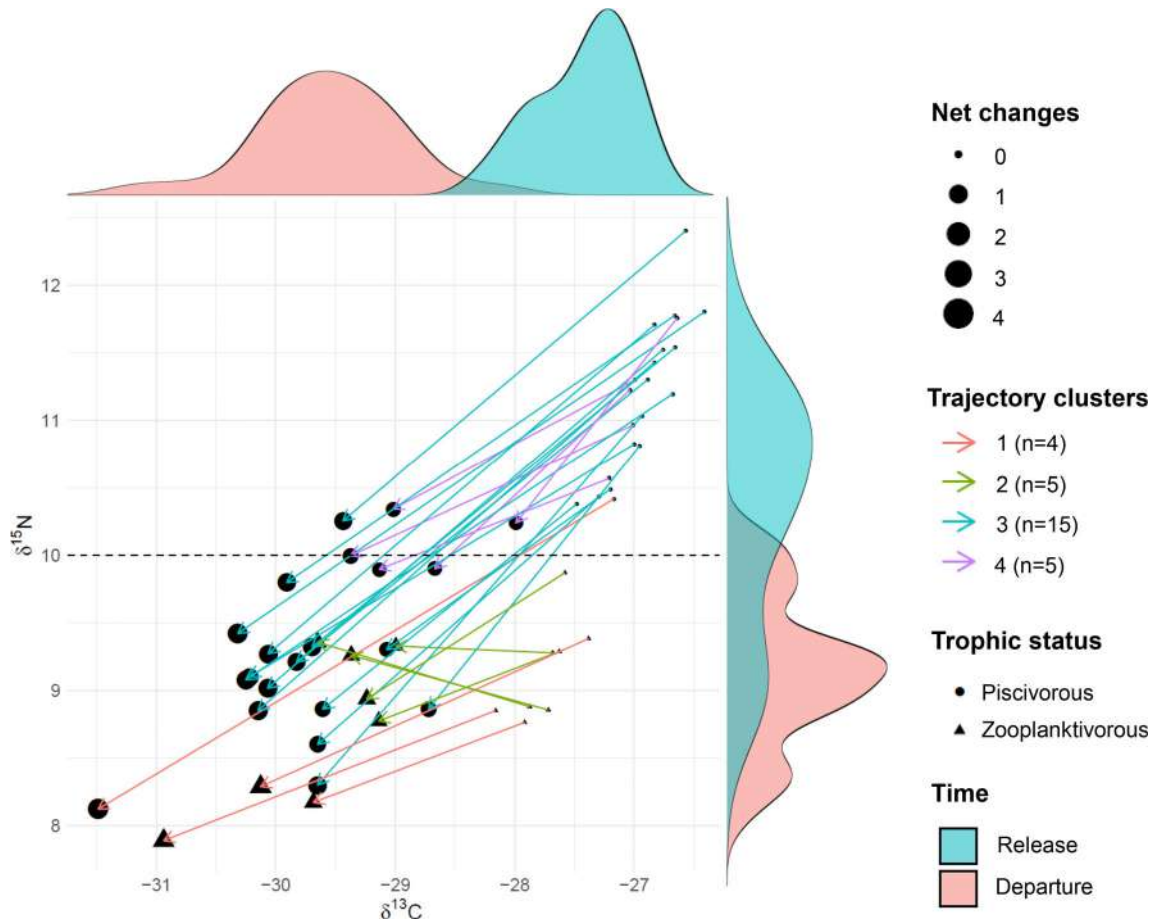 Net changes
0
1
2
3
4
Trajectory clusters
1 (n=4)
2 (n=5)
3 (n=15)
4 (n=5)
Trophic status
Piscivorous
Zooplanktivorous
Time
Release
Departure
δ¹⁵N
12
11
10
9
8
−31
−30
−29
−28
−27
δ¹³C